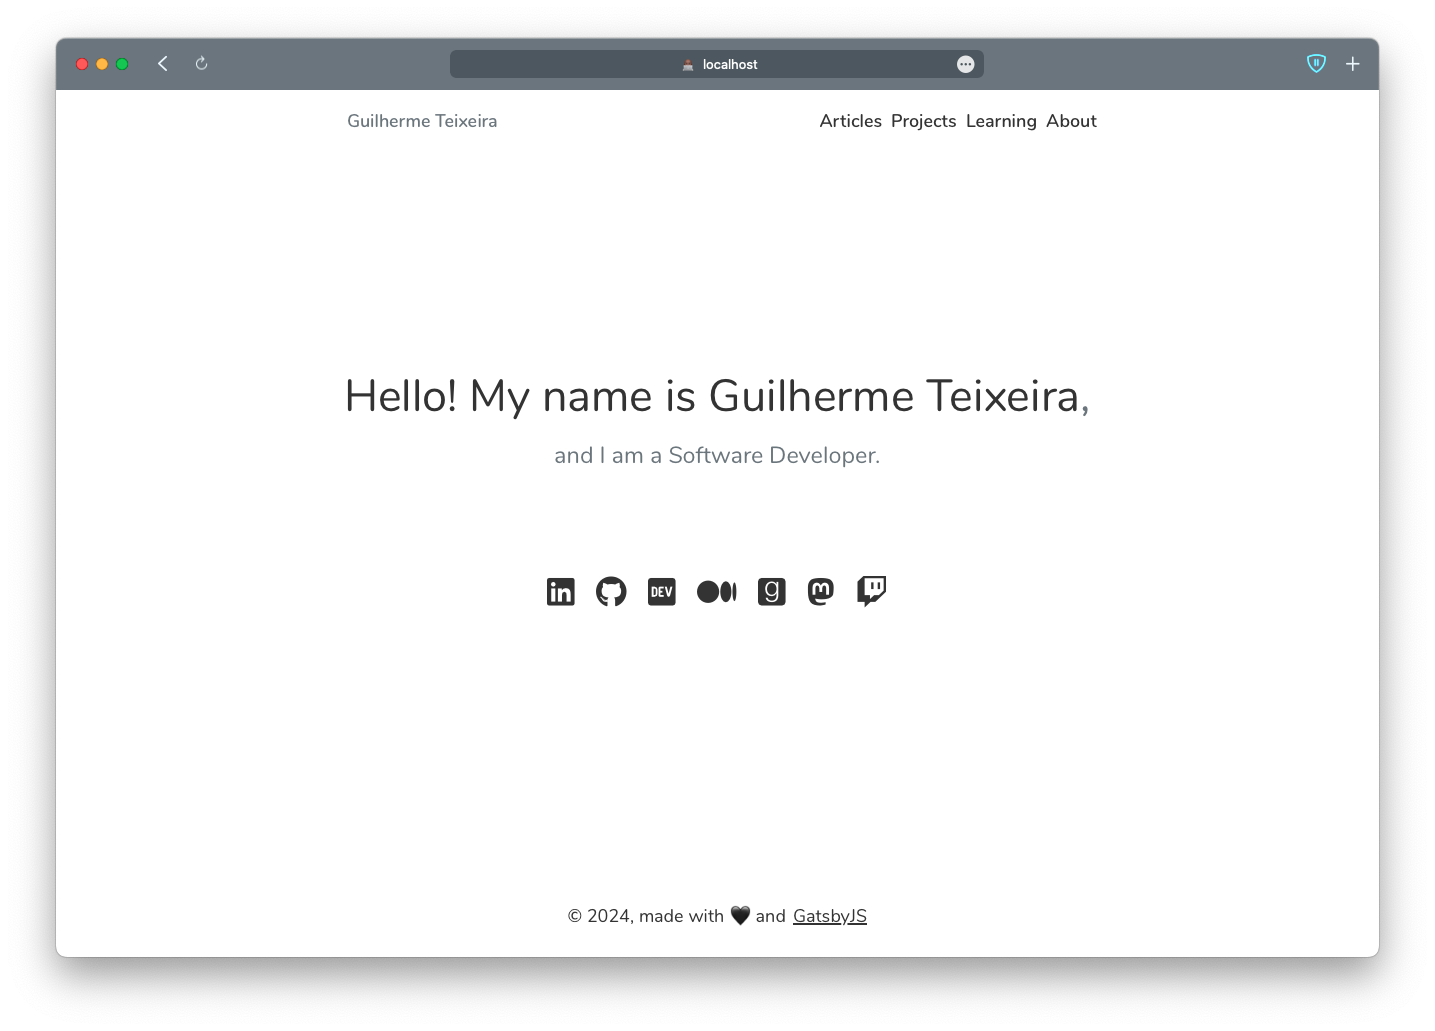 localhost
Guilherme Teixeira
Articles Projects Learning About
Hello! My name is Guilherme Teixeira,
and I am a Software Developer.
in DEV g m
© 2024, made with 🖤 and GatsbyJS